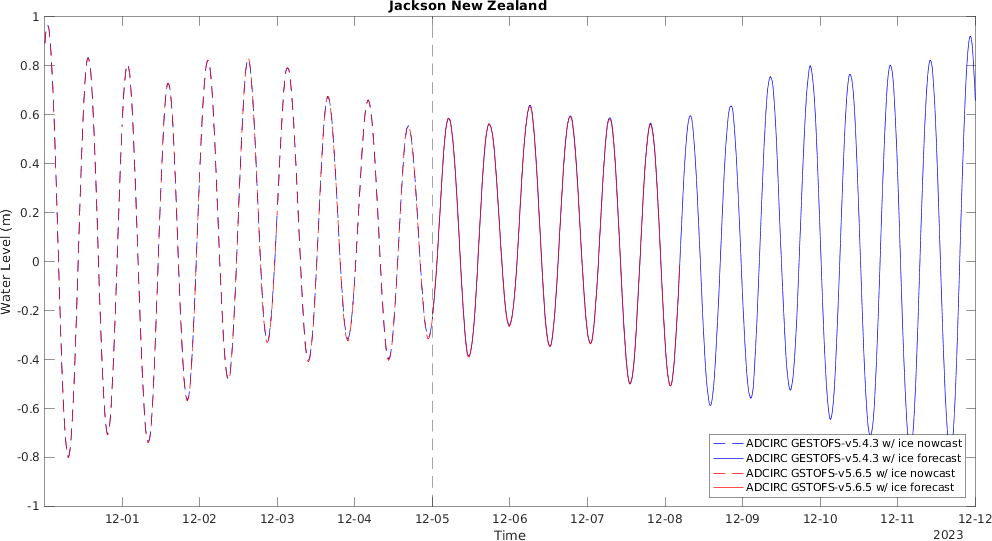 Jackson New Zealand
Water Level (m)
1
0.8
0.6
0.4
0.2
0
-0.2
-0.4
-0.6
-0.8
-1
ADCIRC GESTOFS-v5.4.3 w/ ice nowcast
ADCIRC GESTOFS-v5.4.3 w/ ice forecast
ADCIRC GSTOFS-v5.6.5 w/ ice nowcast
ADCIRC GSTOFS-v5.6.5 w/ ice forecast
12-01 12-02 12-03 12-04 12-05 12-06 12-07 12-08 12-09 12-10 12-11 12-12
Time
2023